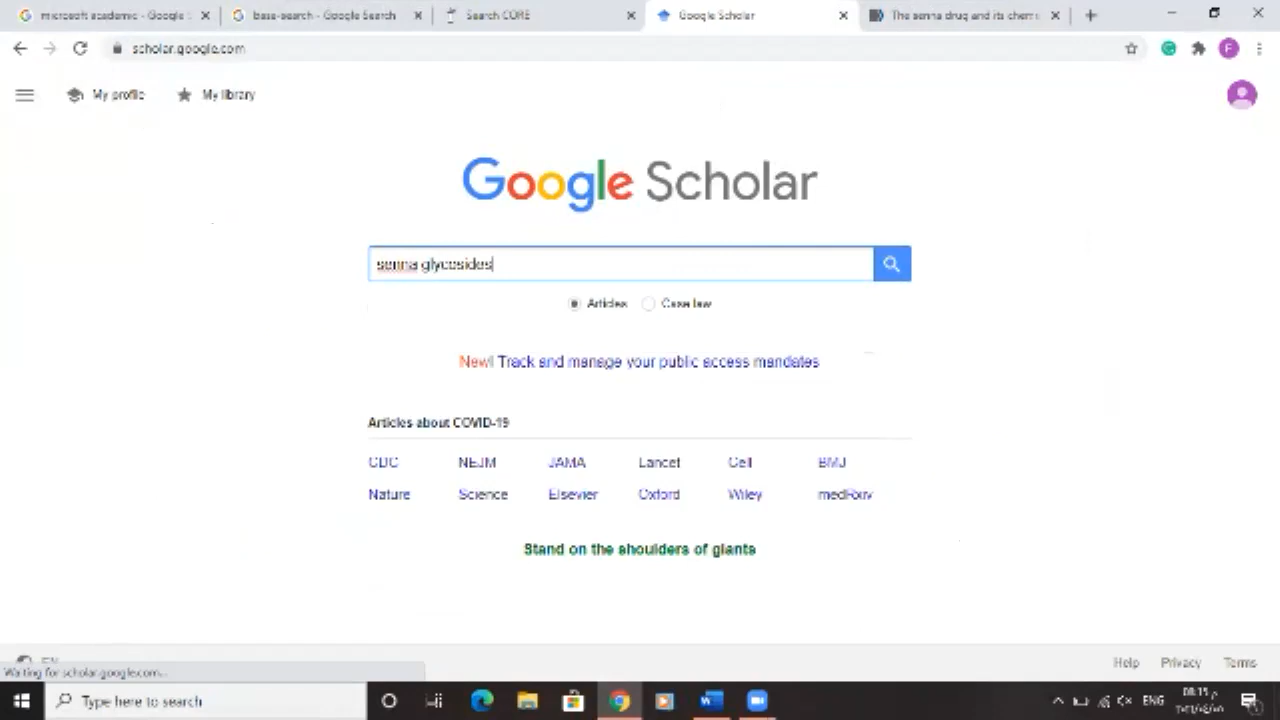 microsoft academic - Google S
base-search - Google Search
Search CORE
Google Scholar
The senna drug and its chemi
scholar.google.com
F
My profile
My library
Google Scholar
senna glycosides
Articles
Case law
New! Track and manage your public access mandates
Articles about COVID-19
CDC NEJM JAMA Lancet Cell BMJ
Nature Science Elsevier Oxford Wiley medRxiv
Stand on the shoulders of giants
EN
Help Privacy Terms
Waiting for scholar.google.com...
Type here to search
ENG